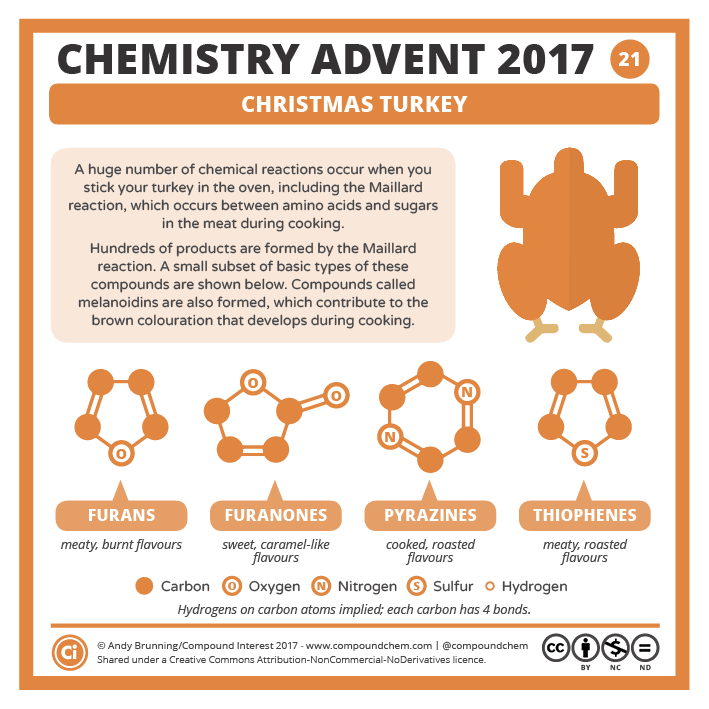 CHEMISTRY ADVENT 2017
21
CHRISTMAS TURKEY
A huge number of chemical reactions occur when you
stick your turkey in the oven, including the Maillard
reaction, which occurs between amino acids and sugars
in the meat during cooking.
Hundreds of products are formed by the Maillard
reaction. A small subset of basic types of these
compounds are shown below. Compounds called
melanoidins are also formed, which contribute to the
brown colouration that develops during cooking.
O
O
O
N
N
S
FURANS
FURANONES
PYRAZINES
THIOPHENES
meaty, burnt flavours
sweet, caramel-like
flavours
cooked, roasted
flavours
meaty, roasted
flavours
Carbon
O Oxygen
N Nitrogen
S Sulfur
Hydrogen
Hydrogens on carbon atoms implied; each carbon has 4 bonds.
Ci
© Andy Brunning/Compound Interest 2017 - www.compoundchem.com | @compoundchem
Shared under a Creative Commons Attribution-NonCommercial-NoDerivatives licence.
cc
$
=
BY
NC
ND